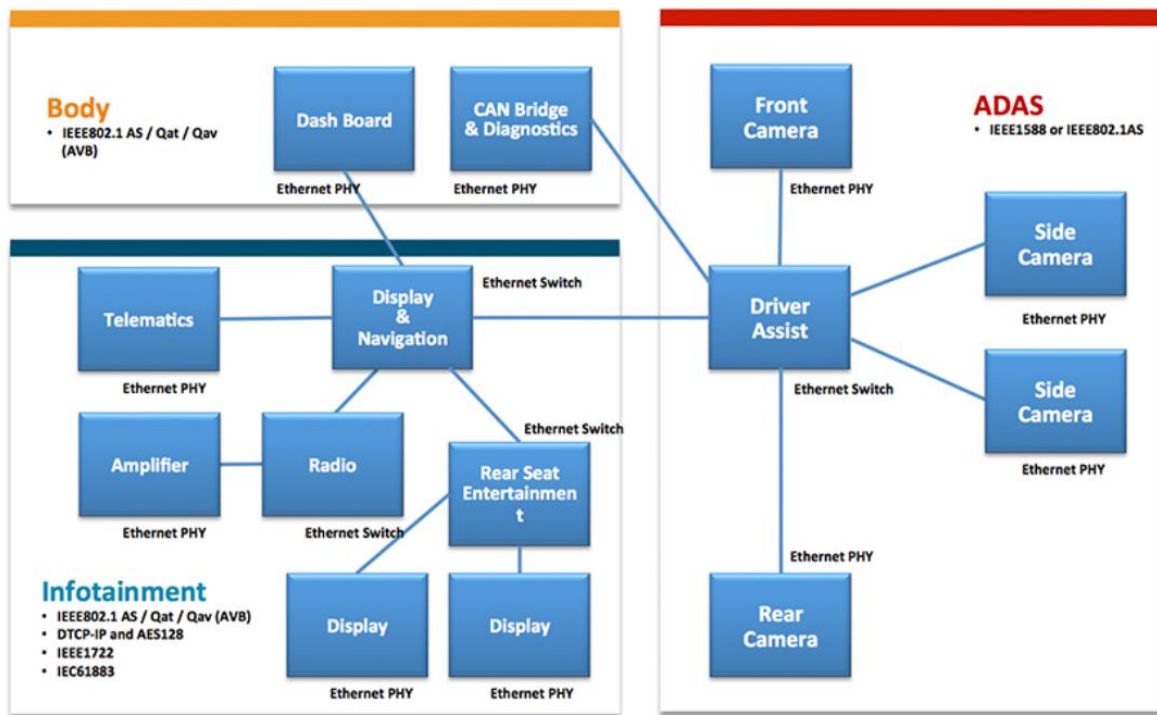 Body
• IEEE802.1 AS / Qat / Qav
(AVB)
Dash Board
Ethernet PHY
CAN Bridge
& Diagnostics
Ethernet PHY
Front
Camera
Ethernet PHY
ADAS
• IEEE1588 or IEEE802.1AS
Side
Camera
Ethernet PHY
Telematics
Ethernet PHY
Display
&
Navigation
Ethernet Switch
Driver
Assist
Ethernet Switch
Side
Camera
Ethernet PHY
Amplifier
Ethernet PHY
Radio
Ethernet Switch
Ethernet Switch
Rear Seat
Entertainmen
t
Ethernet PHY
Rear
Camera
Infotainment
• IEEE802.1 AS / Qat / Qav (AVB)
• DTCP-IP and AES128
• IEEE1722
• IEC61883
Display
Ethernet PHY
Display
Ethernet PHY